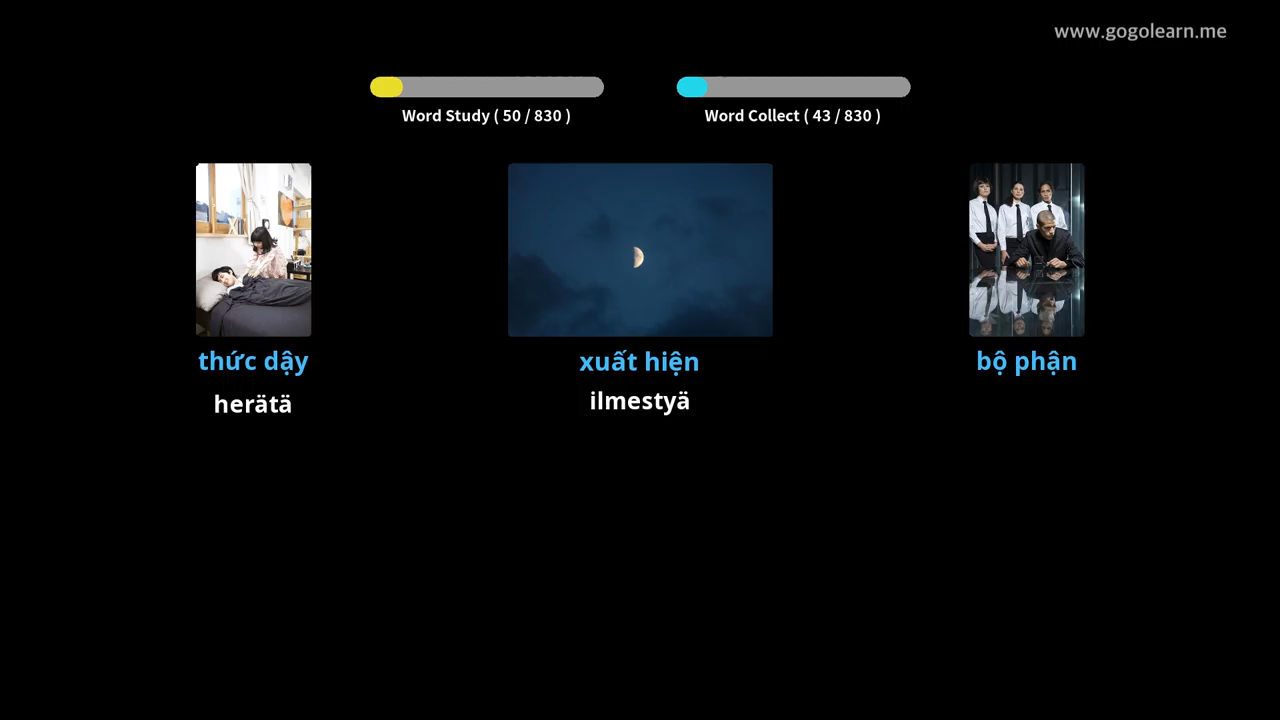 www.gogolearn.me
Word Study ( 50 / 830 )
Word Collect ( 43 / 830 )
thức dậy
xuất hiện
bộ phận
herätä
ilmestyä